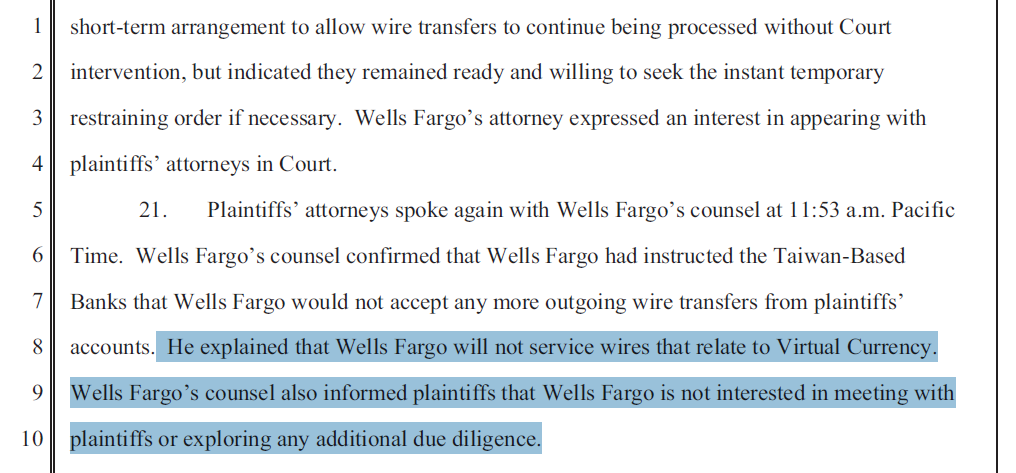 1 short-term arrangement to allow wire transfers to continue being processed without Court
2 intervention, but indicated they remained ready and willing to seek the instant temporary
3 restraining order if necessary.  Wells Fargo’s attorney expressed an interest in appearing with
4 plaintiffs’ attorneys in Court.
5 21. Plaintiffs’ attorneys spoke again with Wells Fargo’s counsel at 11:53 a.m. Pacific
6 Time.  Wells Fargo’s counsel confirmed that Wells Fargo had instructed the Taiwan-Based
7 Banks that Wells Fargo would not accept any more outgoing wire transfers from plaintiffs’
8 accounts.  He explained that Wells Fargo will not service wires that relate to Virtual Currency.
9 Wells Fargo’s counsel also informed plaintiffs that Wells Fargo is not interested in meeting with
10 plaintiffs or exploring any additional due diligence.